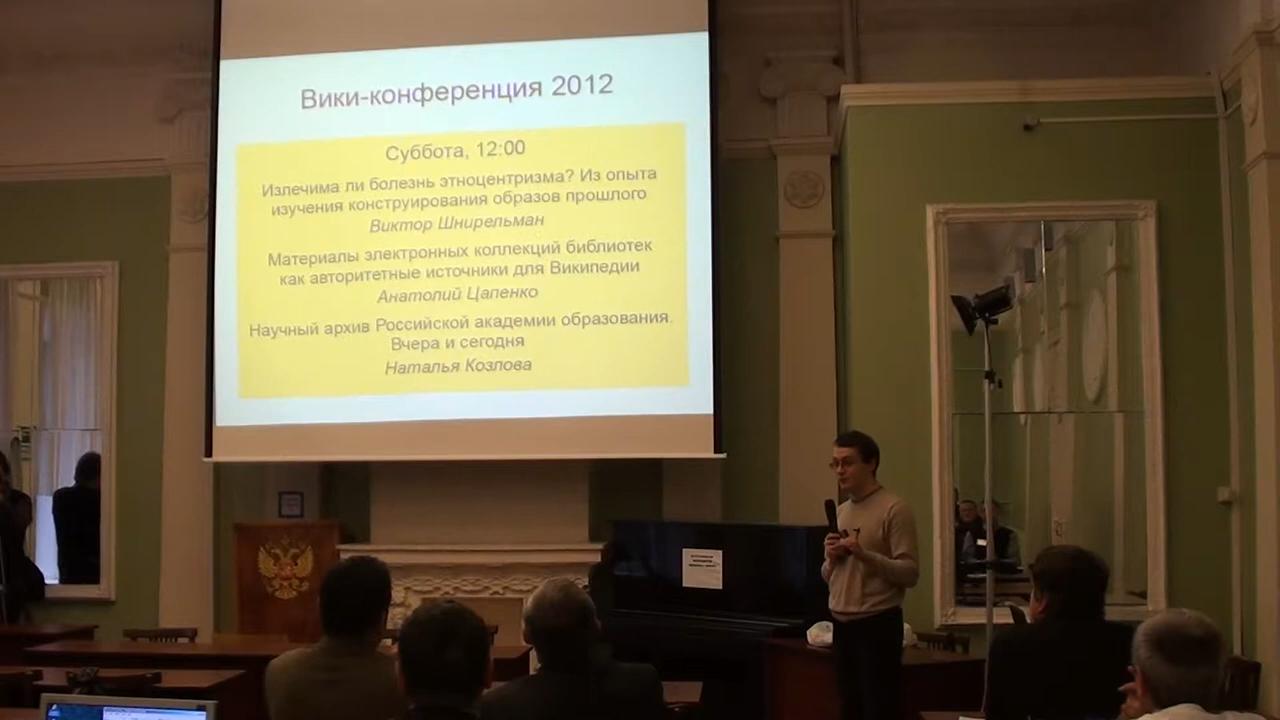 Вики-конференция 2012
Суббота, 12:00
Излечима ли болезнь этноцентризма? Из опыта
изучения конструирования образов прошлого
Виктор Шнирельман
Материалы электронных коллекций библиотек
как авторитетные источники для Википедии
Анатолий Цапенко
Научный архив Российской академии образования.
Вчера и сегодня
Наталья Козлова